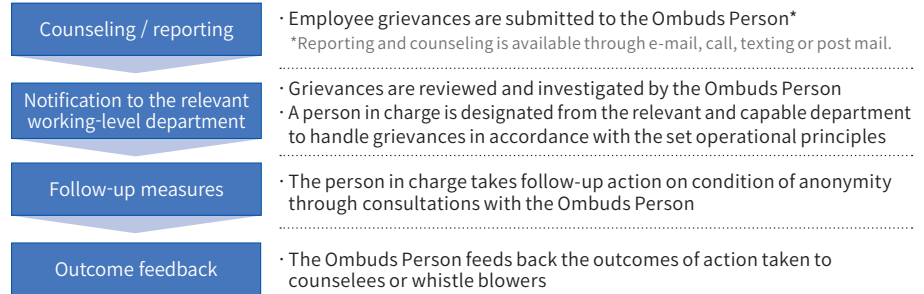 Counseling / reporting
· Employee grievances are submitted to the Ombuds Person*
*Reporting and counseling is available through e-mail, call, texting or post mail.
Notification to the relevant
working-level department
· Grievances are reviewed and investigated by the Ombuds Person
· A person in charge is designated from the relevant and capable department
to handle grievances in accordance with the set operational principles
Follow-up measures
· The person in charge takes follow-up action on condition of anonymity
through consultations with the Ombuds Person
Outcome feedback
· The Ombuds Person feeds back the outcomes of action taken to
counselees or whistle blowers